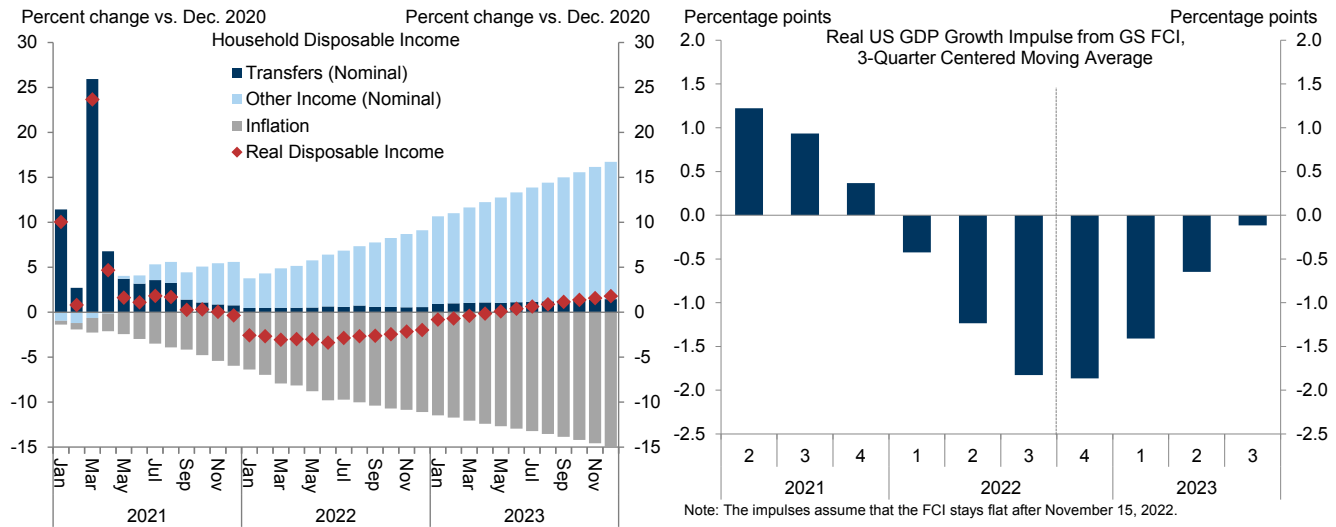 Percent change vs. Dec. 2020
Percent change vs. Dec. 2020
Household Disposable Income
Transfers (Nominal)
Other Income (Nominal)
Inflation
Real Disposable Income
30
25
20
15
10
5
0
-5
-10
-15
30
25
20
15
10
5
0
-5
-10
-15
Jan
Mar
May
Jul
Sep
Nov
Jan
Mar
May
Jul
Sep
Nov
Jan
Mar
May
Jul
Sep
Nov
2021
2022
2023
Percentage points
Percentage points
Real US GDP Growth Impulse from GS FCI,
3-Quarter Centered Moving Average
2.0
1.5
1.0
0.5
0.0
-0.5
-1.0
-1.5
-2.0
-2.5
2.0
1.5
1.0
0.5
0.0
-0.5
-1.0
-1.5
-2.0
-2.5
2 3 4 1 2 3 4 1 2 3
2021 2022 2023
Note: The impulses assume that the FCI stays flat after November 15, 2022.